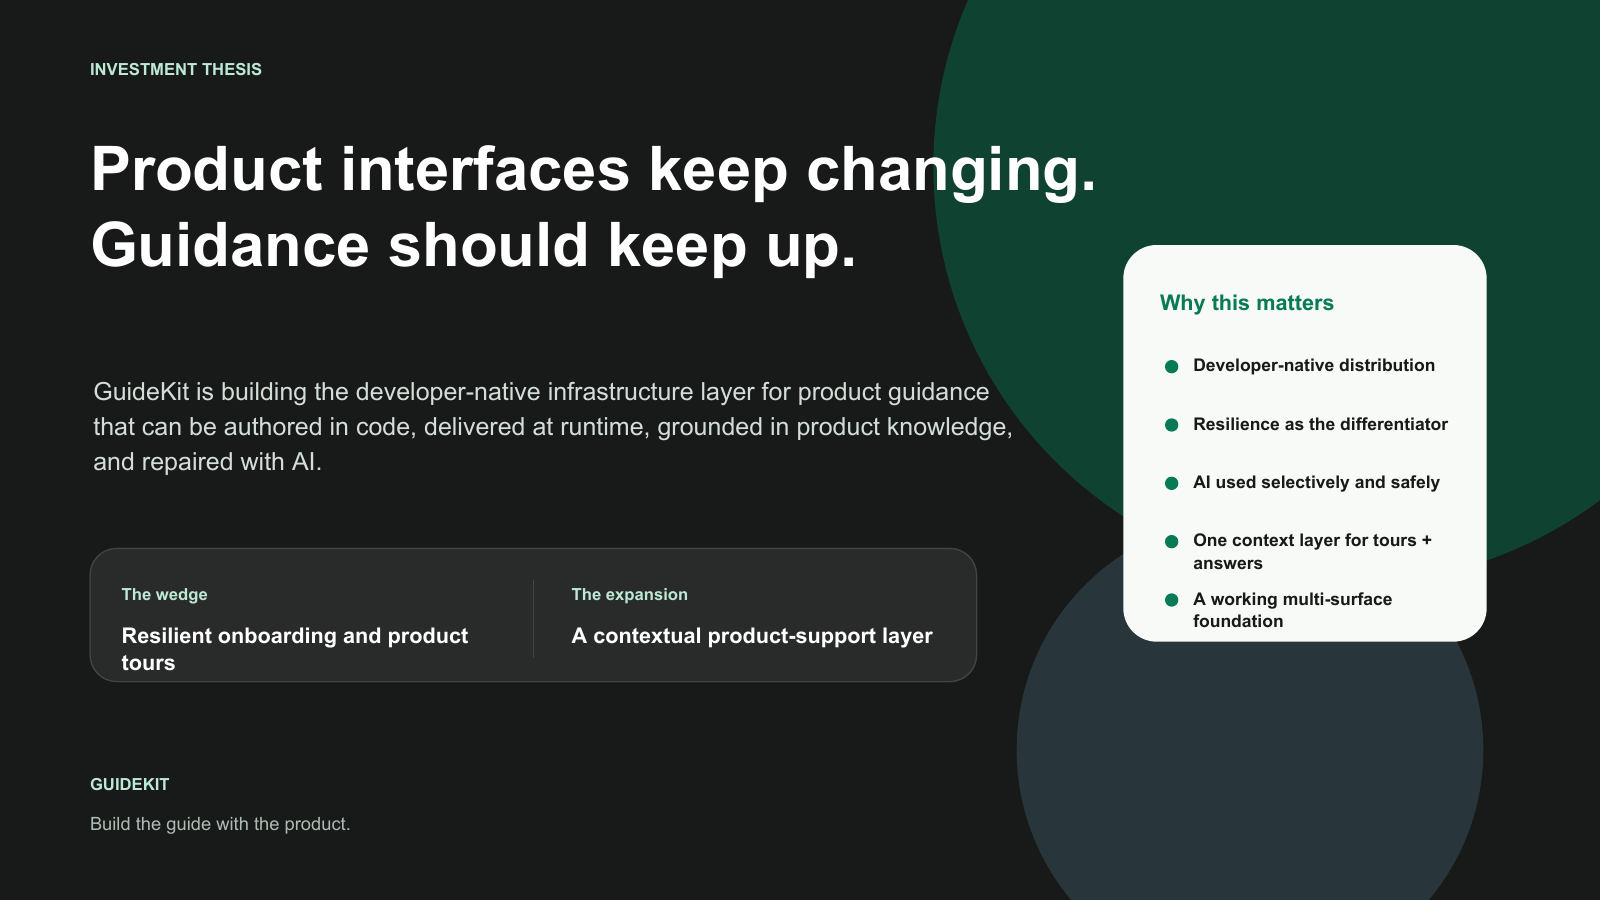 INVESTMENT THESIS
Product interfaces keep changing.
Guidance should keep up.
GuideKit is building the developer-native infrastructure layer for product guidance
that can be authored in code, delivered at runtime, grounded in product knowledge,
and repaired with AI.
The wedge
Resilient onboarding and product
tours
The expansion
A contextual product-support layer
Why this matters
Developer-native distribution
Resilience as the differentiator
AI used selectively and safely
One context layer for tours +
answers
A working multi-surface
foundation
GUIDEKIT
Build the guide with the product.